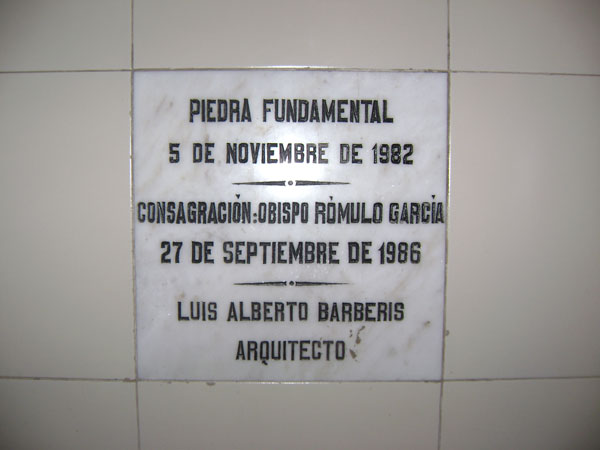 PIEDRA FUNDAMENTAL
5 DE NOVIEMBRE DE 1982
CONSAGRACIÓN: OBISPO RÓMULO GARCÍA
27 DE SEPTIEMBRE DE 1986
LUIS ALBERTO BARBERIS
ARQUITECTO